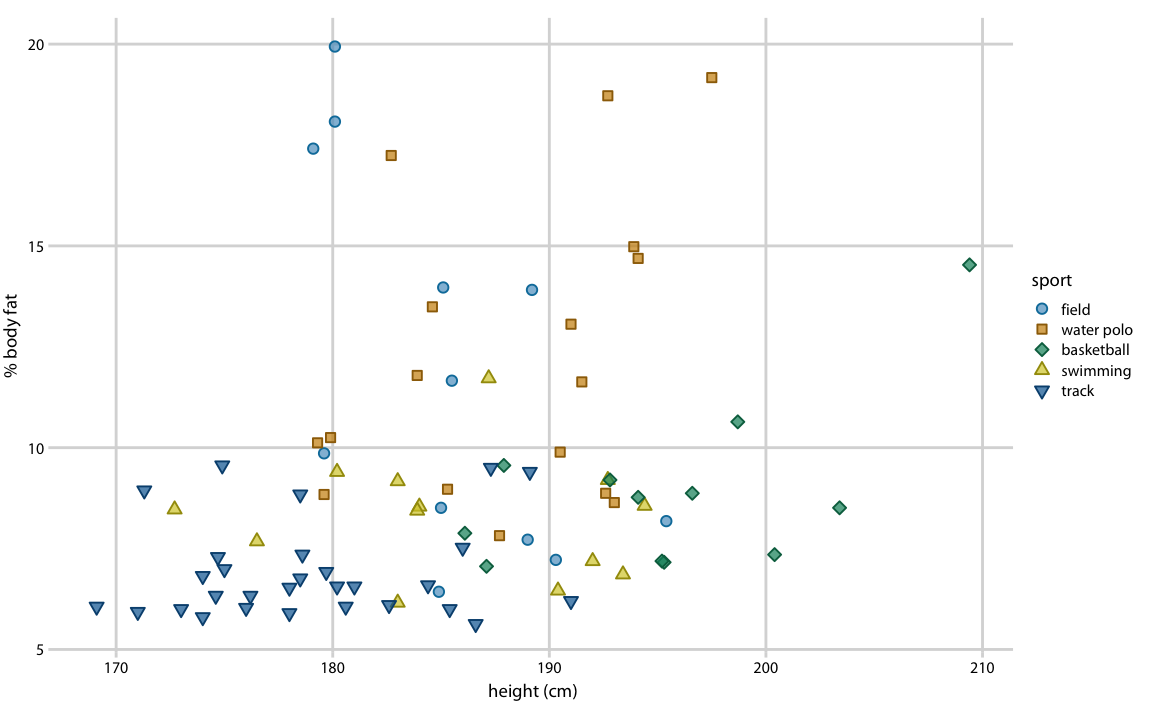 20
15
10
5
% body fat
170 180 190 200 210
height (cm)
sport
field
water polo
basketball
swimming
track